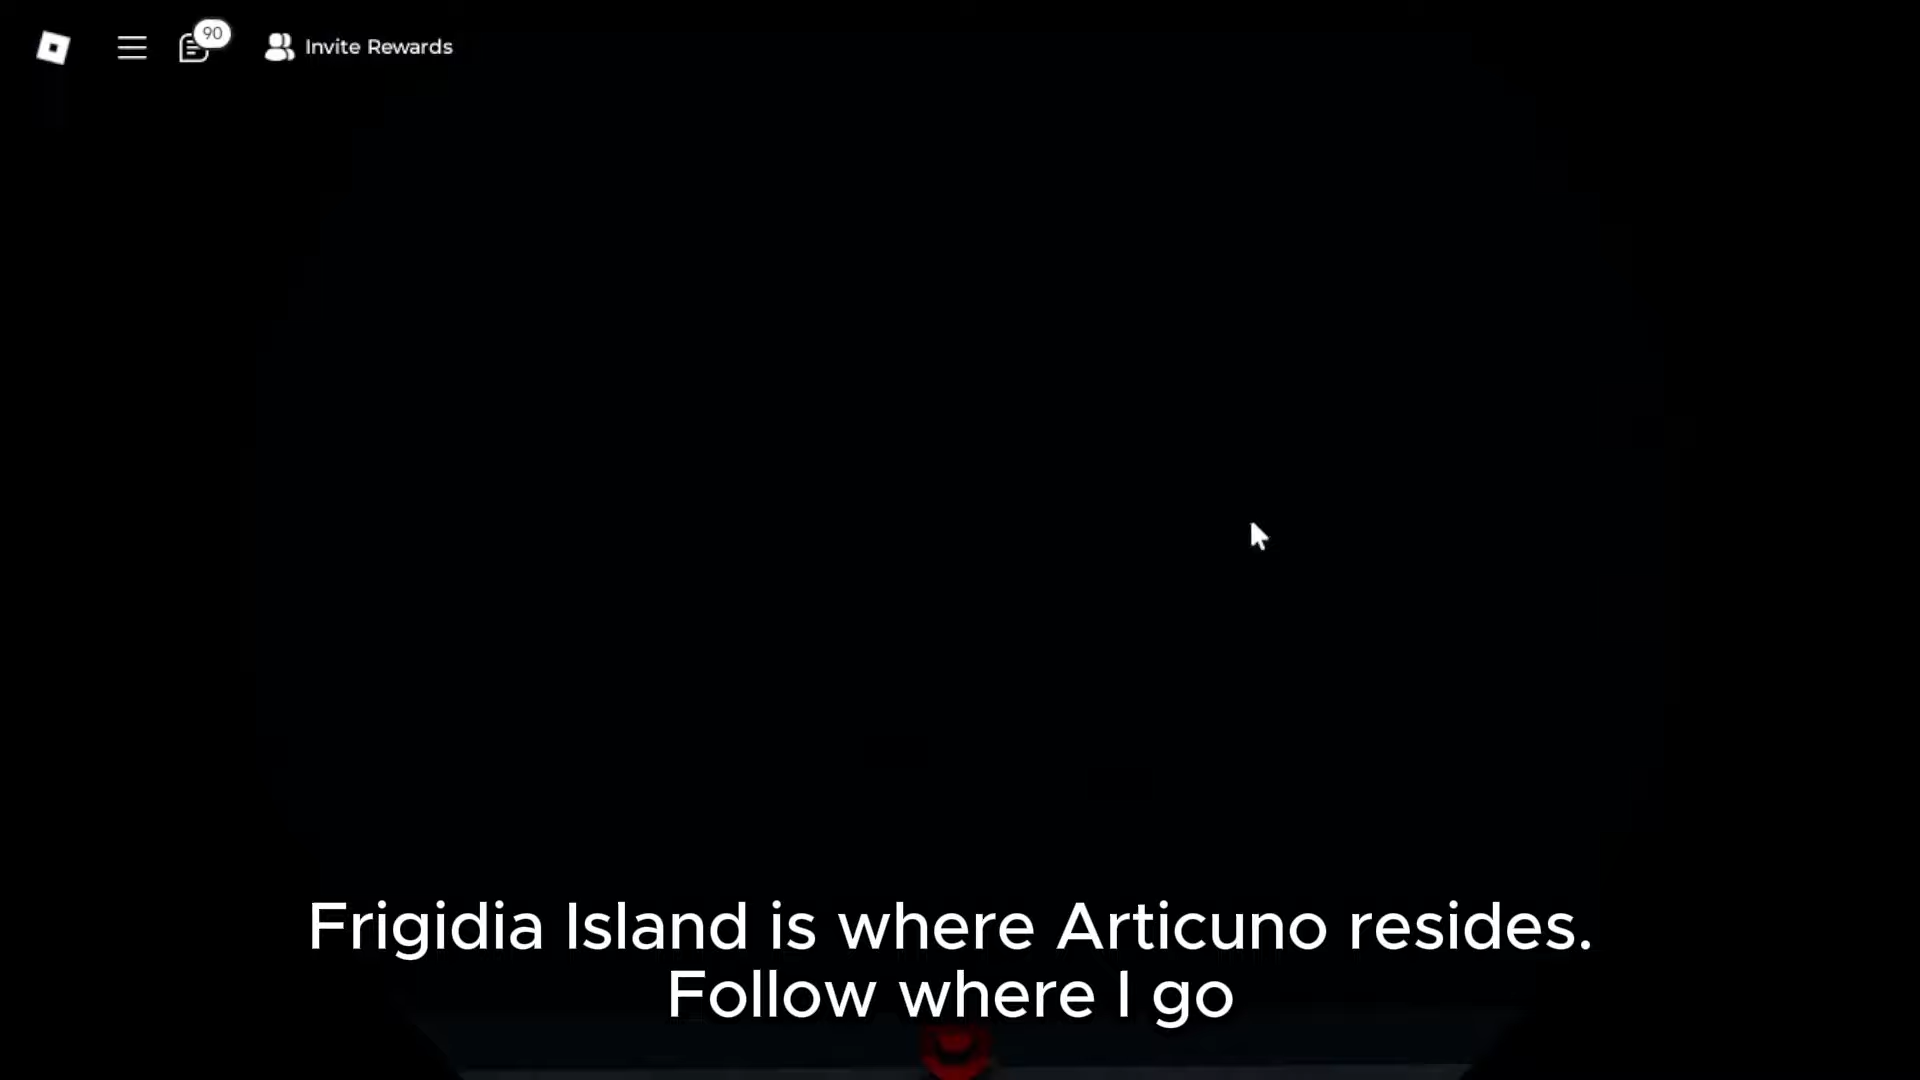 90
Invite Rewards
Frigidia Island is where Articuno resides.
Follow where I go